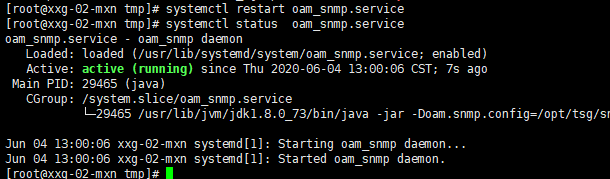 [root@xxg-02-mxn tmp]# systemctl restart oam_snmp.service
[root@xxg-02-mxn tmp]# systemctl status  oam_snmp.service
oam_snmp.service - oam_snmp daemon
   Loaded: loaded (/usr/lib/systemd/system/oam_snmp.service; enabled)
   Active: active (running) since Thu 2020-06-04 13:00:06 CST; 7s ago
 Main PID: 29465 (java)
   CGroup: /system.slice/oam_snmp.service
           └─29465 /usr/lib/jvm/jdk1.8.0_73/bin/java -jar -Doam.snmp.config=/opt/tsg/sn

Jun 04 13:00:06 xxg-02-mxn systemd[1]: Starting oam_snmp daemon...
Jun 04 13:00:06 xxg-02-mxn systemd[1]: Started oam_snmp daemon.
[root@xxg-02-mxn tmp]#